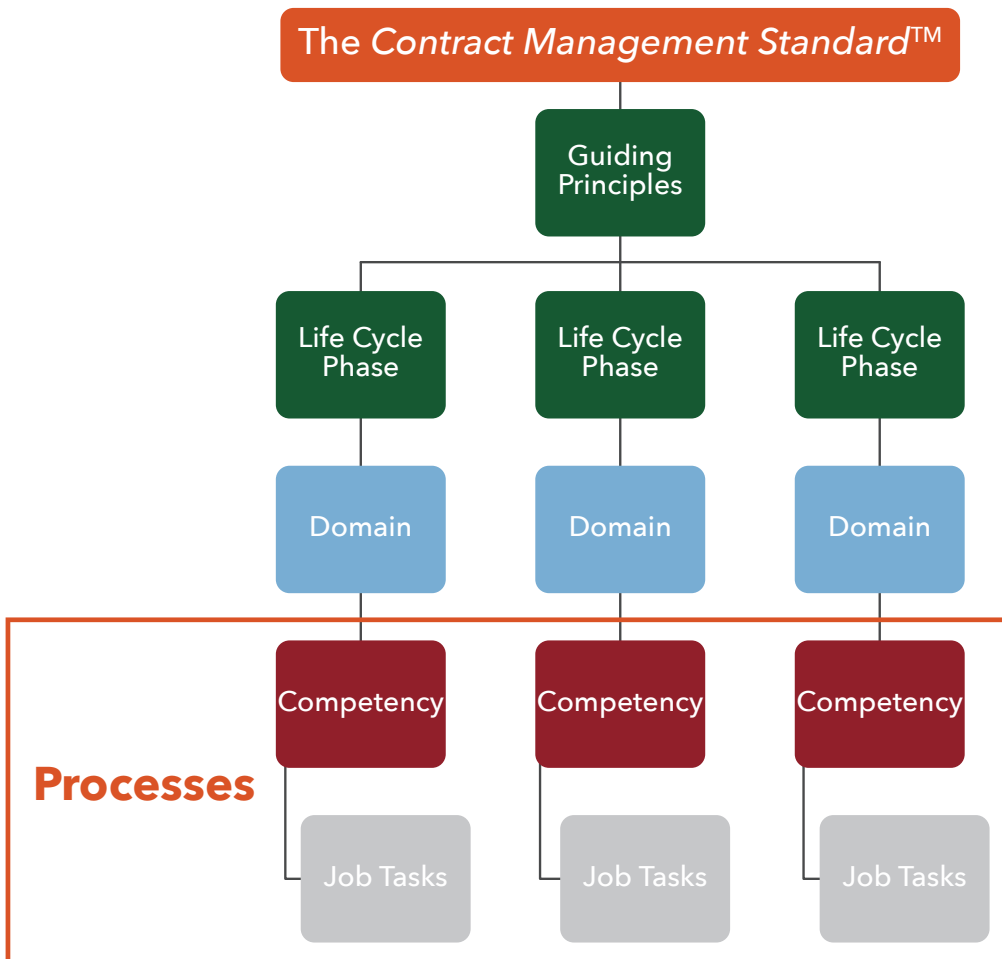 The Contract Management Standard™
Guiding
Principles
Life Cycle
Phase
Life Cycle
Phase
Life Cycle
Phase
Domain
Domain
Domain
Competency
Competency
Competency
Processes
Job Tasks
Job Tasks
Job Tasks